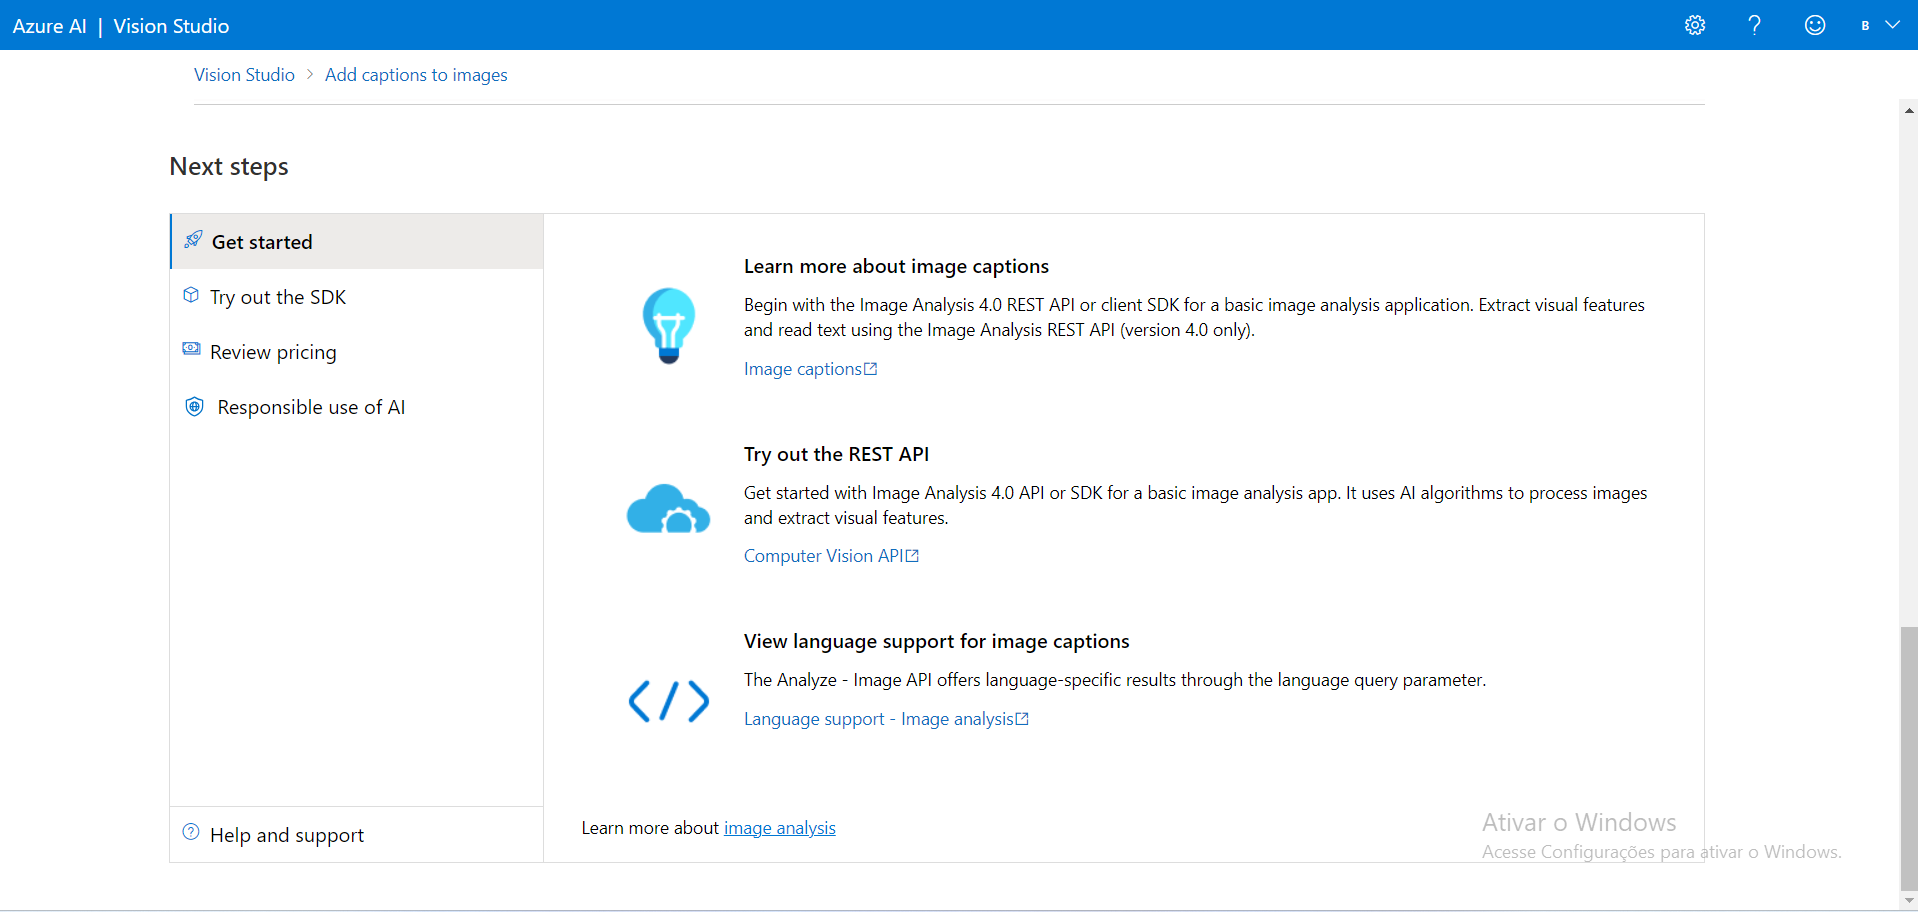 Azure AI | Vision Studio
B
Vision Studio > Add captions to images
Next steps
Get started
Try out the SDK
Review pricing
Responsible use of AI
Help and support
Learn more about image captions
Begin with the Image Analysis 4.0 REST API or client SDK for a basic image analysis application. Extract visual features
and read text using the Image Analysis REST API (version 4.0 only).
Image captions
Try out the REST API
Get started with Image Analysis 4.0 API or SDK for a basic image analysis app. It uses AI algorithms to process images
and extract visual features.
Computer Vision API
View language support for image captions
The Analyze - Image API offers language-specific results through the language query parameter.
Language support - Image analysis
Learn more about image analysis
Ativar o Windows
Acesse Configurações para ativar o Windows.